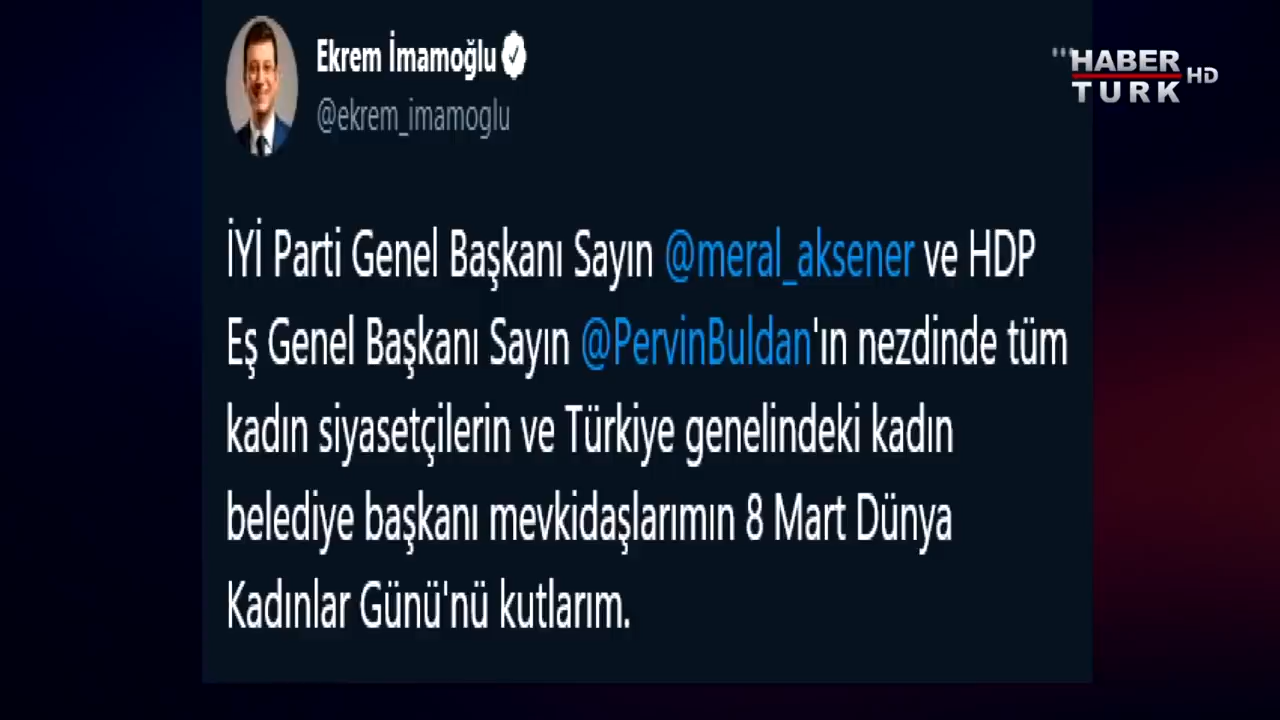 Ekrem İmamoğlu
@ekrem_imamoglu
HABER
TURK HD
İYİ Parti Genel Başkanı Sayın @meral_aksener ve HDP
Eş Genel Başkanı Sayın @PervinBuldan'ın nezdinde tüm
kadın siyasetçilerin ve Türkiye genelindeki kadın
belediye başkanı mevkidaşlarımın 8 Mart Dünya
Kadınlar Günü'nü kutlarım.